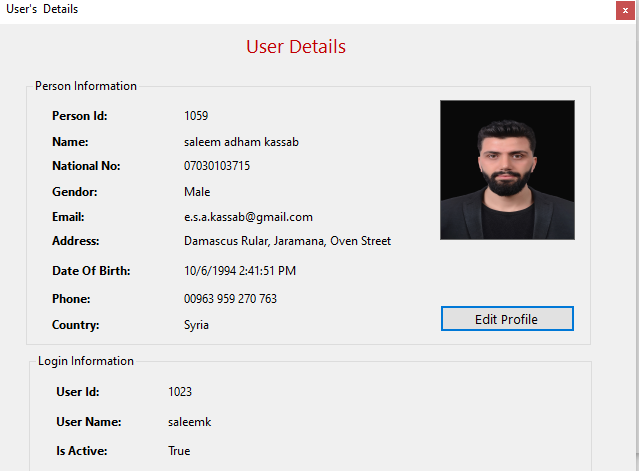 User's  Details
x
User Details
Person Information
Person Id: 1059
Name: saleem adham kassab
National No: 07030103715
Gendor: Male
Email: e.s.a.kassab@gmail.com
Address: Damascus Rular, Jaramana, Oven Street
Date Of Birth: 10/6/1994 2:41:51 PM
Phone: 00963 959 270 763
Edit Profile
Country: Syria
Login Information
User Id: 1023
User Name: saleemk
Is Active: True